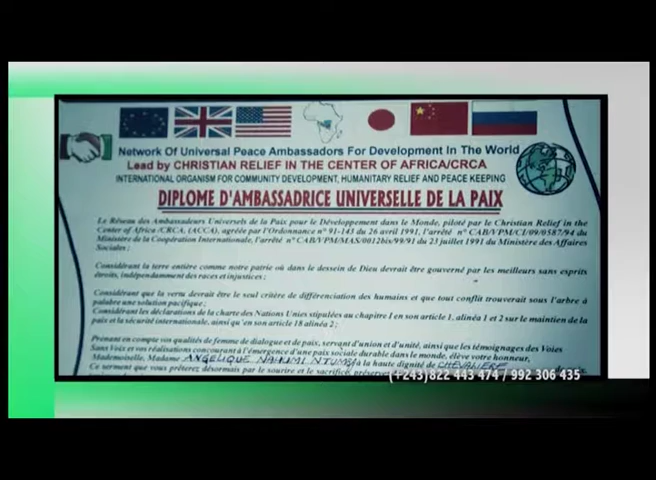 Network Of Universal Peace Ambassadors For Development In The World
Lead by CHRISTIAN RELIEF IN THE CENTER OF AFRICA/CRCA
INTERNATIONAL ORGANISM FOR COMMUNITY DEVELOPMENT, HUMANITARY RELIEF AND PEACE KEEPING
DIPLOME D'AMBASSADRICE UNIVERSELLE DE LA PAIX
Le Réseau des Ambassadeurs Universels de la Paix pour le Développement dans le Monde, piloté par le Christian Relief in the
Center of Africa /CRCA, (ACCA), agréée par l'Ordonnance n° 91-145 du 26 avril 1991, l'arrêté n° CAB/VPM/CI/09/0587/94 du
Ministère de la Coopération Internationale, l'arrêté n° CAB/VPM/MAS/0012bis/99/91 du 23 juillet 1991 du Ministère des Affaires
Sociales ;
Considérant la terre entière comme notre patrie où dans le dessein de Dieu devrait être gouverné par les meilleurs sans esprits
étroits, indépendamment des races et injustices ;
Considérant que la vertu devrait être le seul critère de différenciation des humains et que tout conflit trouverait sous l'arbre à
palabre une solution pacifique ;
Considérant les déclarations de la charte des Nations Unies stipulées au chapitre 1 en son article 1, alinéa 1 et 2 sur le maintien de la
paix et la sécurité internationale, ainsi qu'en son article 18 alinéa 2 ;
Prenant en compte vos qualités de femme de dialogue et de paix, servant d'union et d'unité, ainsi que les témoignages des Voies
Sans Voix et vos réalisations concourant à l'émergence d'une paix sociale durable dans le monde, élève votre honneur,
Mademoiselle, Madame ANGELIQUE à la haute dignité de CHEVALIERE
Ce serment que vous prêterez désormais par le sourire et le sacrifice,
(+243)822 443 474 / 992 306 435